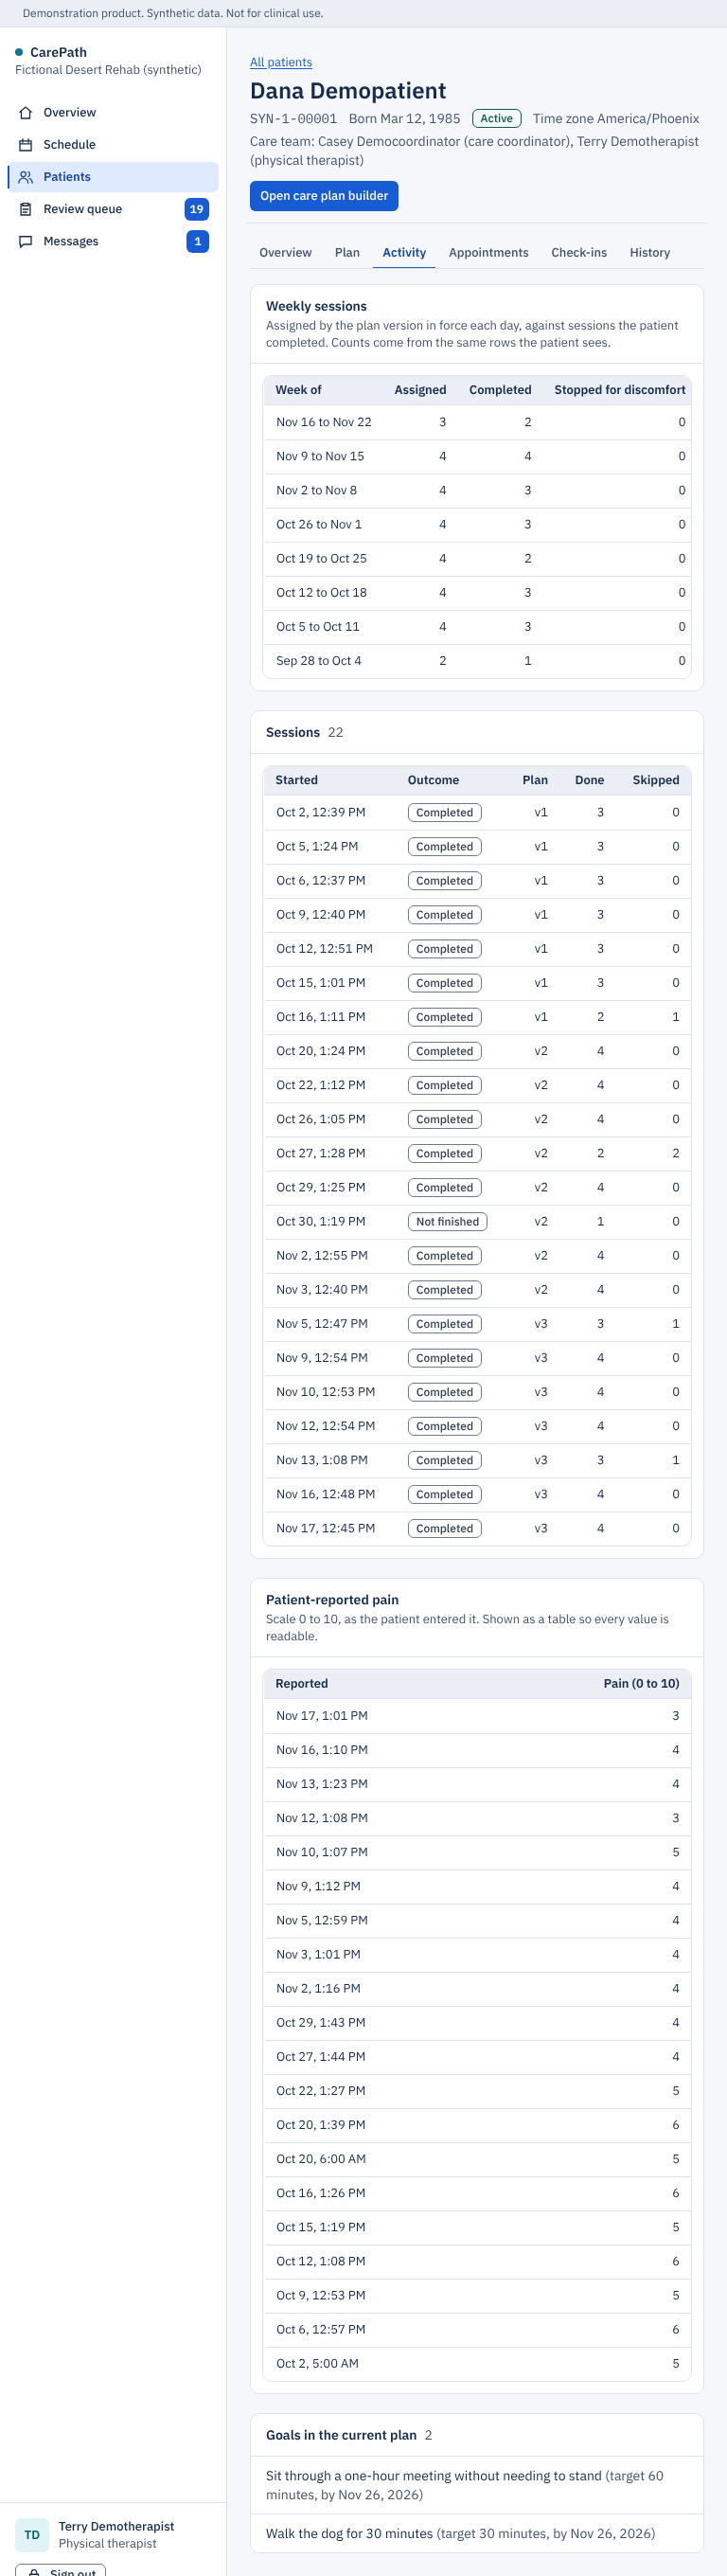 Demonstration product. Synthetic data. Not for clinical use.
CarePath
Fictional Desert Rehab (synthetic)
Overview
Schedule
Patients
Review queue 19
Messages 1
All patients
Dana Demopatient
SYN-1-00001 Born Mar 12, 1985 Active Time zone America/Phoenix
Care team: Casey Democoordinator (care coordinator), Terry Demotherapist
(physical therapist)
Open care plan builder
Overview Plan Activity Appointments Check-ins History
Weekly sessions
Assigned by the plan version in force each day, against sessions the patient
completed. Counts come from the same rows the patient sees.
Week of Assigned Completed Stopped for discomfort
Nov 16 to Nov 22 3 2 0
Nov 9 to Nov 15 4 4 0
Nov 2 to Nov 8 4 3 0
Oct 26 to Nov 1 4 3 0
Oct 19 to Oct 25 4 2 0
Oct 12 to Oct 18 4 3 0
Oct 5 to Oct 11 4 3 0
Sep 28 to Oct 4 2 1 0
Sessions 22
Started Outcome Plan Done Skipped
Oct 2, 12:39 PM Completed v1 3 0
Oct 5, 1:24 PM Completed v1 3 0
Oct 6, 12:37 PM Completed v1 3 0
Oct 9, 12:40 PM Completed v1 3 0
Oct 12, 12:51 PM Completed v1 3 0
Oct 15, 1:01 PM Completed v1 3 0
Oct 16, 1:11 PM Completed v1 2 1
Oct 20, 1:24 PM Completed v2 4 0
Oct 22, 1:12 PM Completed v2 4 0
Oct 26, 1:05 PM Completed v2 4 0
Oct 27, 1:28 PM Completed v2 2 2
Oct 29, 1:25 PM Completed v2 4 0
Oct 30, 1:19 PM Not finished v2 1 0
Nov 2, 12:55 PM Completed v2 4 0
Nov 3, 12:40 PM Completed v2 4 0
Nov 5, 12:47 PM Completed v3 3 1
Nov 9, 12:54 PM Completed v3 4 0
Nov 10, 12:53 PM Completed v3 4 0
Nov 12, 12:54 PM Completed v3 4 0
Nov 13, 1:08 PM Completed v3 3 1
Nov 16, 12:48 PM Completed v3 4 0
Nov 17, 12:45 PM Completed v3 4 0
Patient-reported pain
Scale 0 to 10, as the patient entered it. Shown as a table so every value is
readable.
Reported Pain (0 to 10)
Nov 17, 1:01 PM 3
Nov 16, 1:10 PM 4
Nov 13, 1:23 PM 4
Nov 12, 1:08 PM 3
Nov 10, 1:07 PM 5
Nov 9, 1:12 PM 4
Nov 5, 12:59 PM 4
Nov 3, 1:01 PM 4
Nov 2, 1:16 PM 4
Oct 29, 1:43 PM 4
Oct 27, 1:44 PM 4
Oct 22, 1:27 PM 5
Oct 20, 1:39 PM 6
Oct 20, 6:00 AM 5
Oct 16, 1:26 PM 6
Oct 15, 1:19 PM 5
Oct 12, 1:08 PM 6
Oct 9, 12:53 PM 5
Oct 6, 12:57 PM 6
Oct 2, 5:00 AM 5
Goals in the current plan 2
Sit through a one-hour meeting without needing to stand (target 60
minutes, by Nov 26, 2026)
Walk the dog for 30 minutes (target 30 minutes, by Nov 26, 2026)
TD
Terry Demotherapist
Physical therapist
Sign out